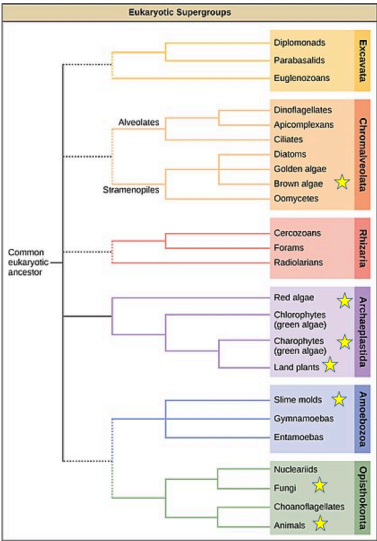 Eukaryotic Supergroups
Diplomonads
Parabasalids
Euglenozoans
Excavata
Alveolates
Dinoflagellates
Apicomplexans
Ciliates
Stramenopiles
Diatoms
Golden algae
Brown algae
Oomycetes
Chromalveolata
Common
eukaryotic
ancestor
Cercozoans
Forams
Radiolarians
Rhizaria
Red algae
Chlorophytes
(green algae)
Charophytes
(green algae)
Land plants
Archaeplastida
Slime molds
Gymnamoebas
Entamoebas
Amoebozoa
Nucleariids
Fungi
Choanoflagellates
Animals
Opisthokonta